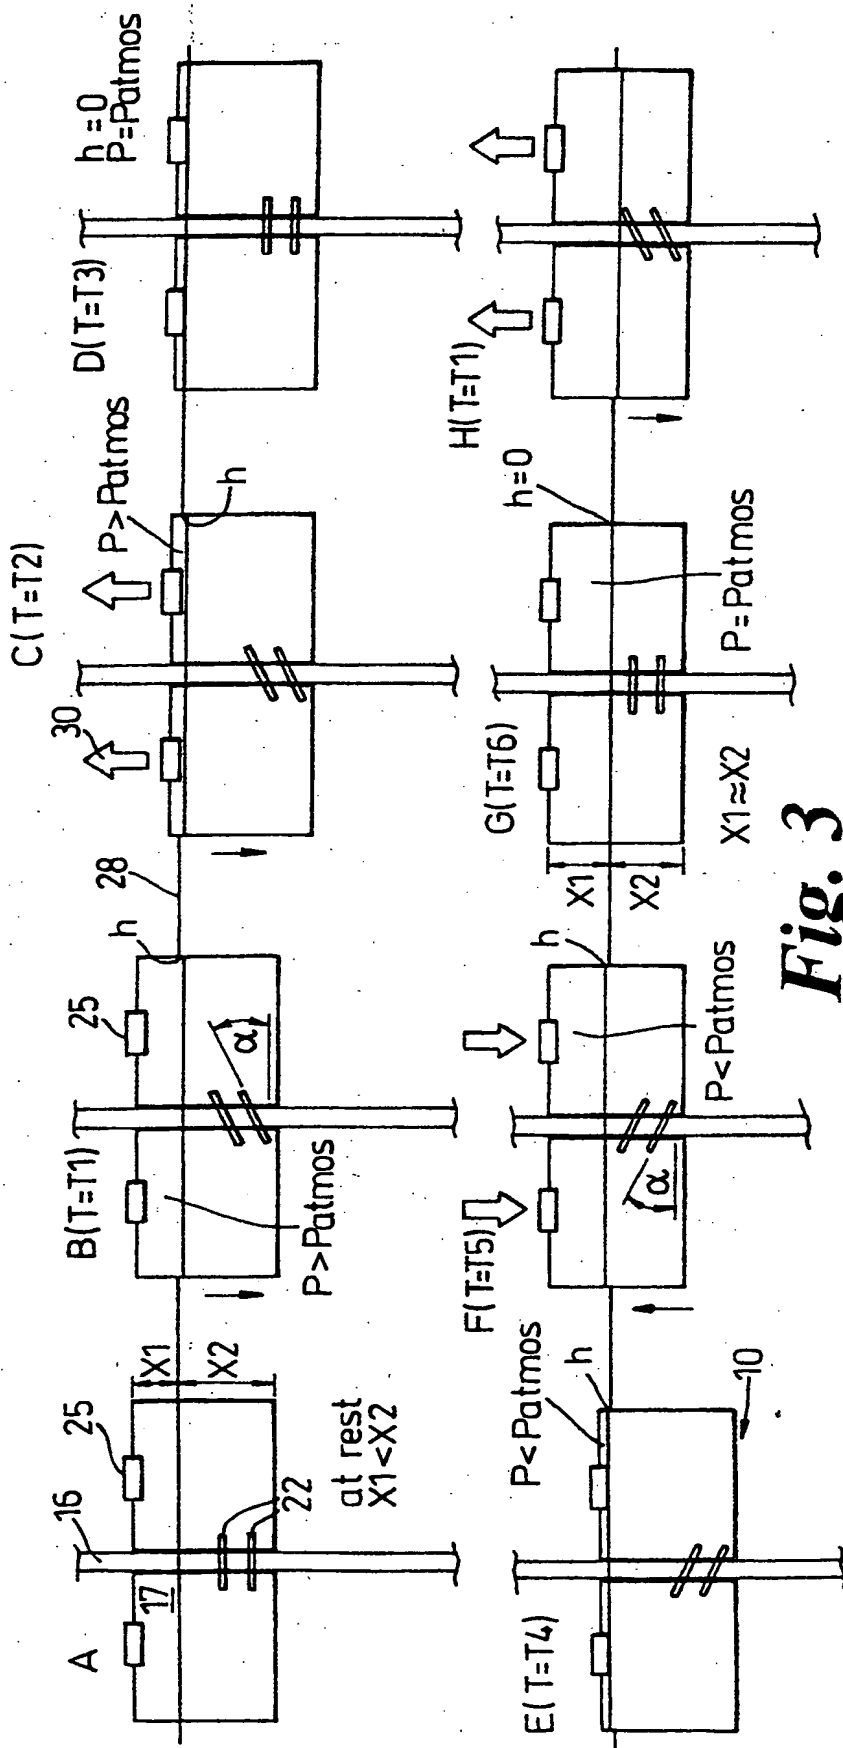 A
17
16
25
X1
X2
22
at rest
X1<X2
B(T=T1)
25
h
28
α
P>Patmos
C(T=T2)
30
P>Patmos
h
D(T=T3)
h=0
P=Patmos
E(T=T4)
P<Patmos
h
10
F(T=T5)
h
α
P<Patmos
G(T=T6)
h=0
X1
X2
P=Patmos
X1≈X2
H(T=T1)
Fig. 3